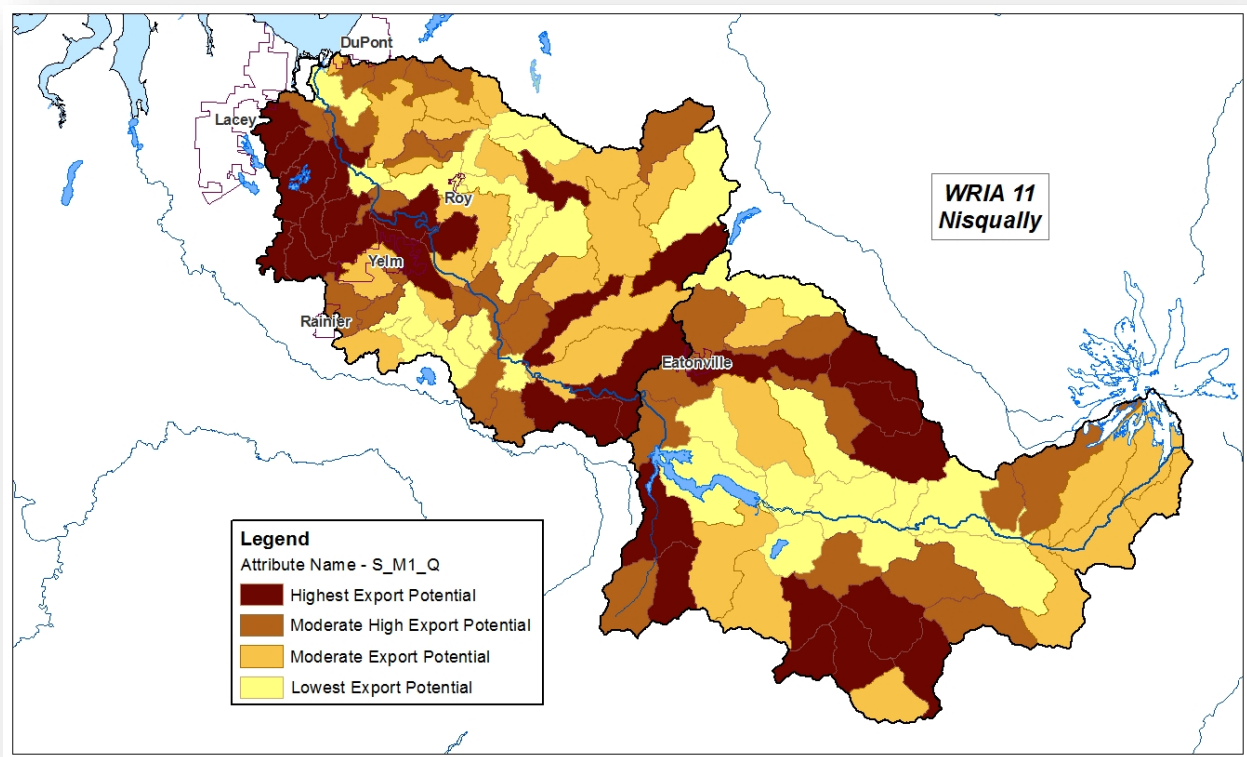 DuPont
Lacey
WRIA 11
Nisqually
Roy
Yelm
Rainier
Eatonville
Legend
Attribute Name - S_M1_Q
Highest Export Potential
Moderate High Export Potential
Moderate Export Potential
Lowest Export Potential